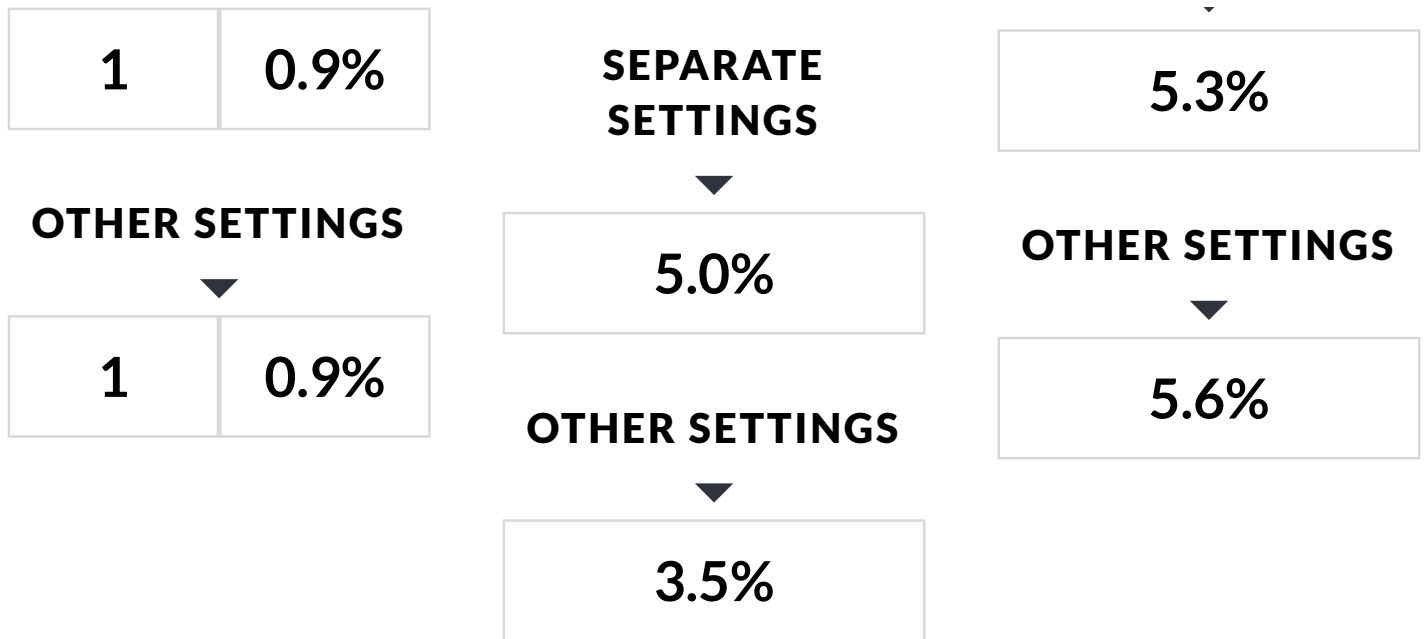 1 0.9%
OTHER SETTINGS
1 0.9%
SEPARATE
SETTINGS
5.0%
OTHER SETTINGS
3.5%
5.3%
OTHER SETTINGS
5.6%